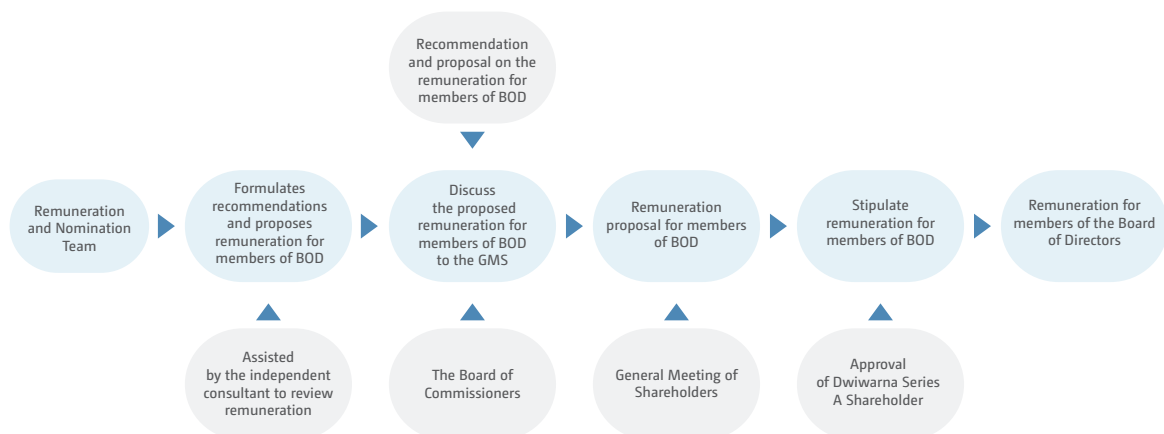 Recommendation
and proposal on the
remuneration for
members of BOD
Remuneration
and Nomination
Team
Formulates
recommendations
and proposes
remuneration for
members of BOD
Discuss
the proposed
remuneration for
members of BOD
to the GMS
Remuneration
proposal for members
of BOD
Stipulate
remuneration for
members of BOD
Remuneration for
members of the Board
of Directors
Assisted
by the independent
consultant to review
remuneration
The Board of
Commissioners
General Meeting of
Shareholders
Approval
of Dwiwarna Series
A Shareholder